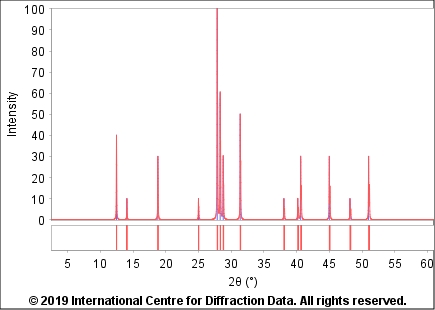 100
90
80
70
60
50
40
30
20
10
0
Intensity
5 10 15 20 25 30 35 40 45 50 55 60
2θ (°)
© 2019 International Centre for Diffraction Data. All rights reserved.